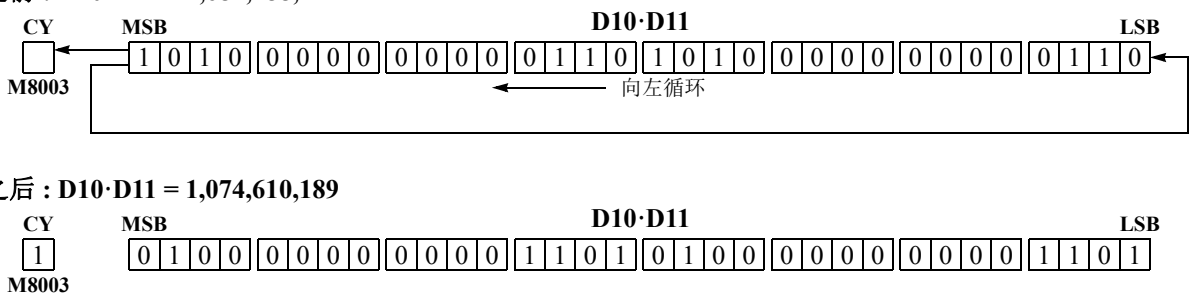 CY MSB D10·D11 LSB
1 0 1 0 0 0 0 0 0 0 0 0 0 1 1 0 1 0 1 0 0 0 0 0 0 0 0 0 0 1 1 0
M8003 向左循环
之后 : D10·D11 = 1,074,610,189
CY MSB D10·D11 LSB
1 0 1 0 0 0 0 0 0 0 0 0 0 1 1 0 1 0 1 0 0 0 0 0 0 0 0 0 0 1 1 0 1
M8003